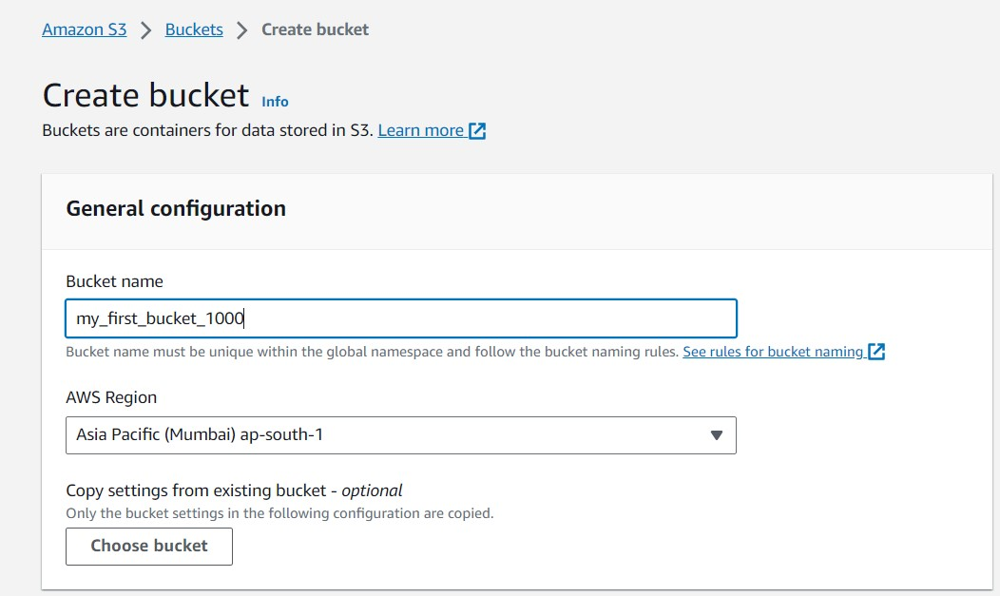 Amazon S3 > Buckets > Create bucket
Create bucket Info
Buckets are containers for data stored in S3. Learn more
General configuration
Bucket name
my_first_bucket_1000
Bucket name must be unique within the global namespace and follow the bucket naming rules. See rules for bucket naming
AWS Region
Asia Pacific (Mumbai) ap-south-1
Copy settings from existing bucket - optional
Only the bucket settings in the following configuration are copied.
Choose bucket